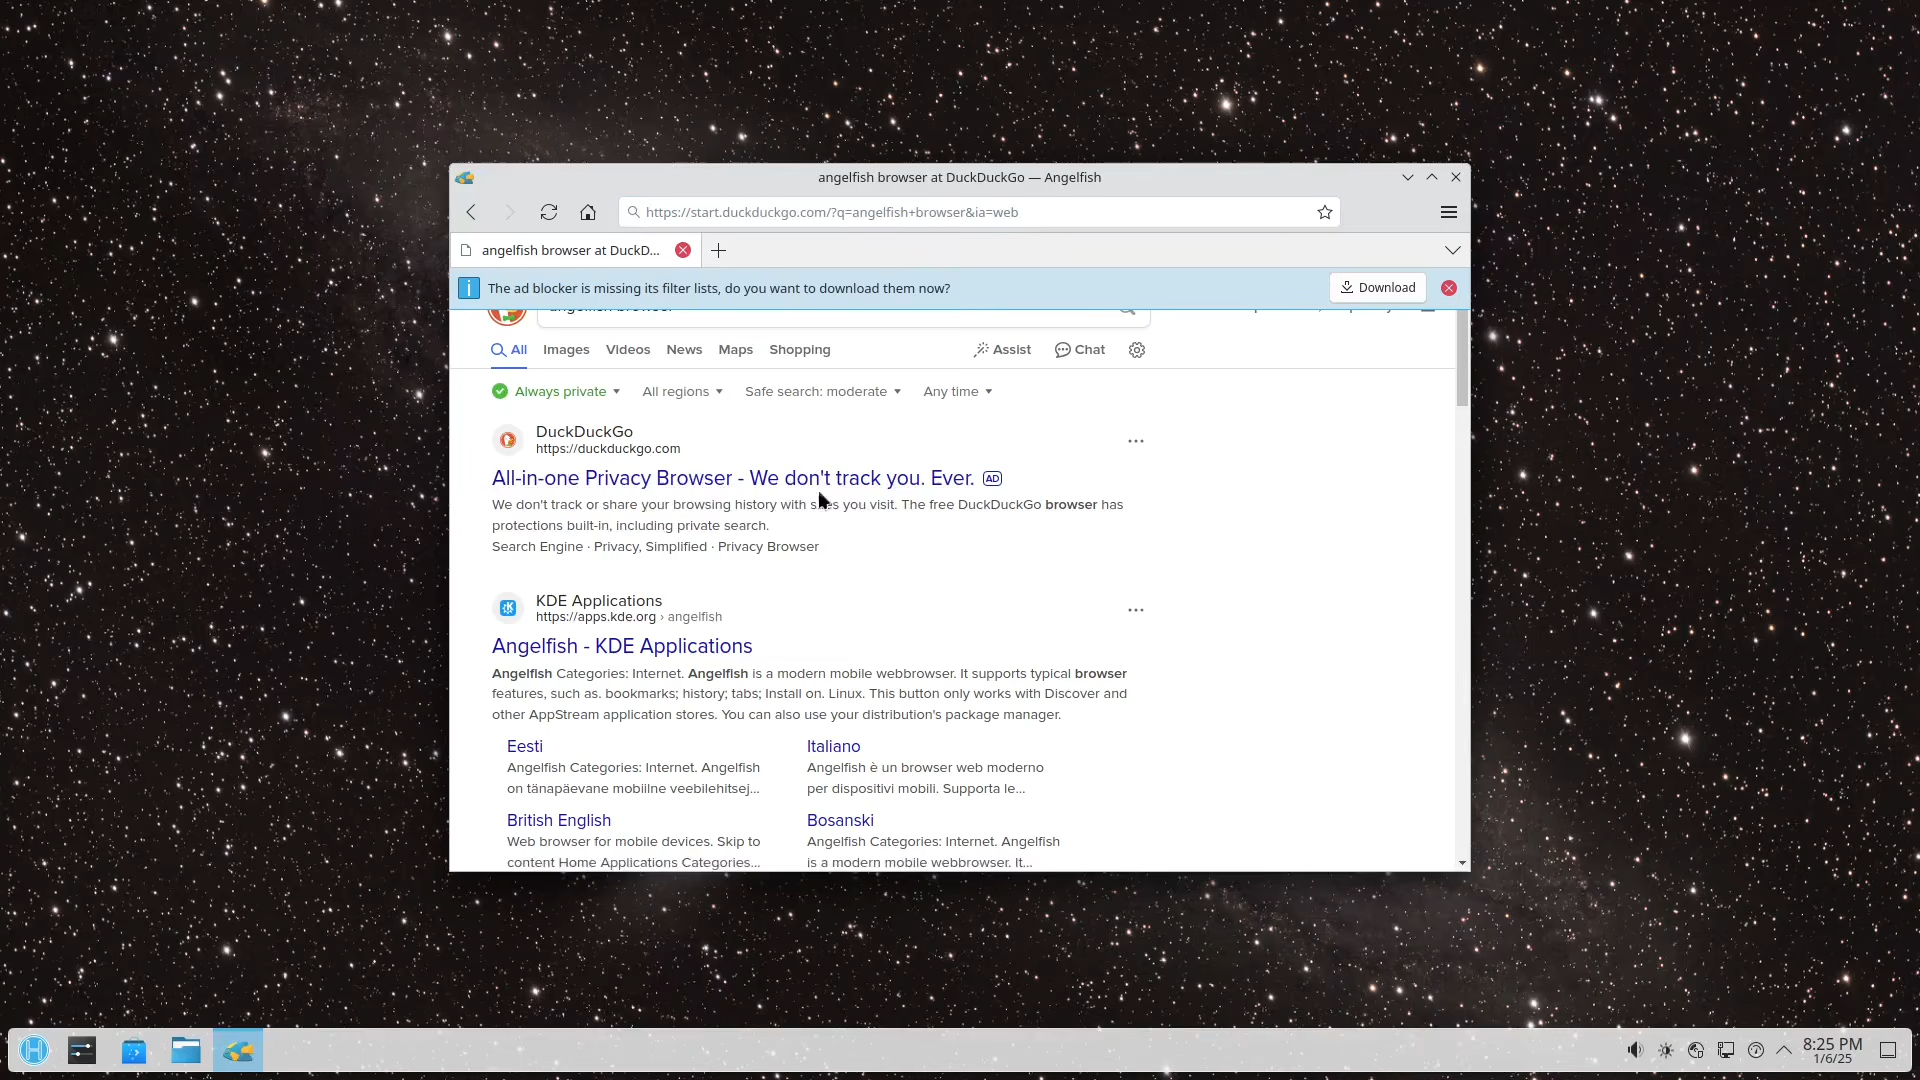 angelfish browser at DuckDuckGo — Angelfish
https://start.duckduckgo.com/?q=angelfish+browser&ia=web
angelfish browser at DuckD...
The ad blocker is missing its filter lists, do you want to download them now?
Download
angelfish browser
All Images Videos News Maps Shopping Assist Chat
Always private All regions Safe search: moderate Any time
DuckDuckGo
https://duckduckgo.com
All-in-one Privacy Browser - We don't track you. Ever. AD
We don't track or share your browsing history with sites you visit. The free DuckDuckGo browser has
protections built-in, including private search.
Search Engine · Privacy, Simplified · Privacy Browser
KDE Applications
https://apps.kde.org › angelfish
Angelfish - KDE Applications
Angelfish Categories: Internet. Angelfish is a modern mobile webbrowser. It supports typical browser
features, such as. bookmarks; history; tabs; Install on. Linux. This button only works with Discover and
other AppStream application stores. You can also use your distribution's package manager.
Eesti
Angelfish Categories: Internet. Angelfish
on tänapäevane mobiilne veebilehitsej...
Italiano
Angelfish è un browser web moderno
per dispositivi mobili. Supporta le...
British English
Web browser for mobile devices. Skip to
content Home Applications Categories...
Bosanski
Angelfish Categories: Internet. Angelfish
is a modern mobile webbrowser. It...
8:25 PM
1/6/25